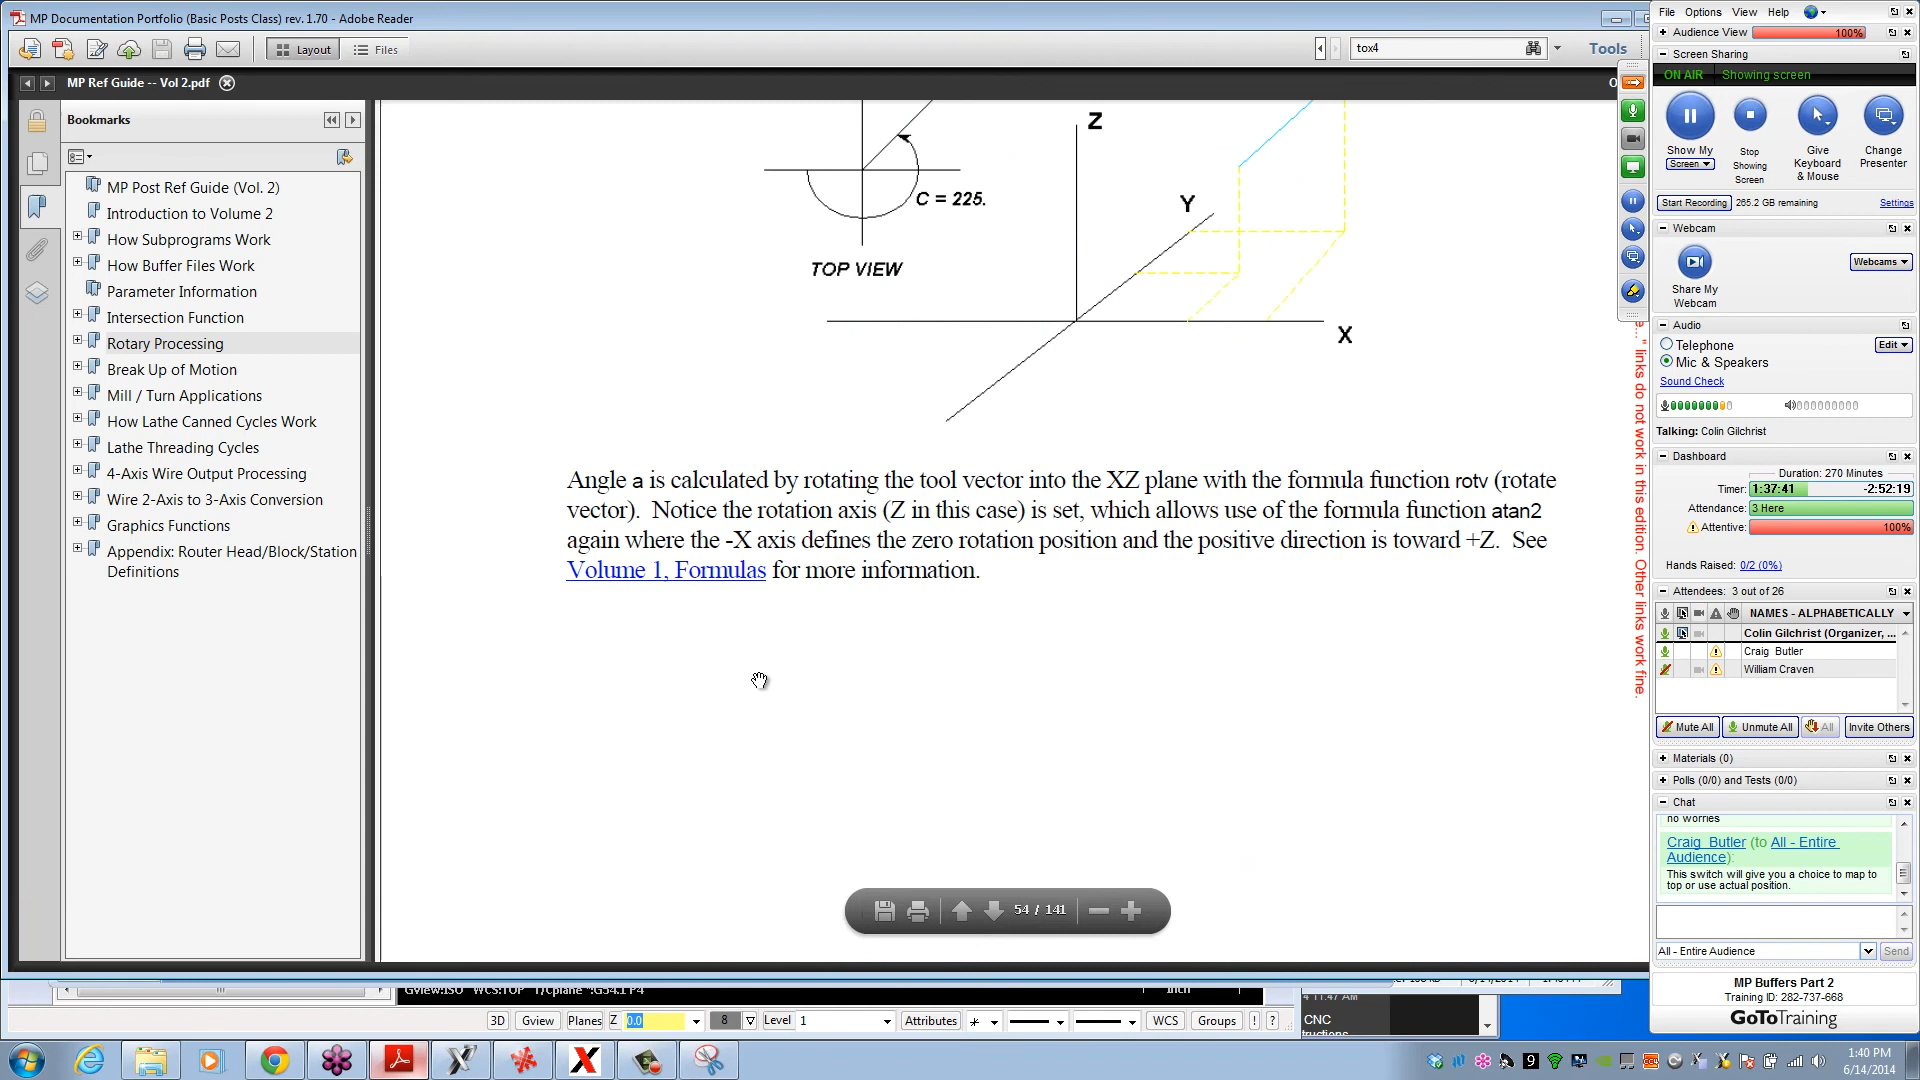 MP Documentation Portfolio (Basic Posts Class) rev. 1.70 - Adobe Reader
Layout
Files
tox4
Tools
MP Ref Guide -- Vol 2.pdf
Bookmarks
MP Post Ref Guide (Vol. 2)
Introduction to Volume 2
How Subprograms Work
How Buffer Files Work
Parameter Information
Intersection Function
Rotary Processing
Break Up of Motion
Mill / Turn Applications
How Lathe Canned Cycles Work
Lathe Threading Cycles
4-Axis Wire Output Processing
Wire 2-Axis to 3-Axis Conversion
Graphics Functions
Appendix: Router Head/Block/Station
Definitions
Z
Y
X
C = 225.
TOP VIEW
Angle a is calculated by rotating the tool vector into the XZ plane with the formula function rotv (rotate
vector).  Notice the rotation axis (Z in this case) is set, which allows use of the formula function atan2
again where the -X axis defines the zero rotation position and the positive direction is toward +Z.  See
Volume 1, Formulas for more information.
54 / 141
..." links do not work in this edition. Other links work fine.
File Options View Help
Audience View 100%
Screen Sharing
ON AIR Showing screen
Show My
Screen
Stop
Showing
Screen
Give
Keyboard
& Mouse
Change
Presenter
Start Recording 265.2 GB remaining Settings
Webcam
Share My
Webcam
Webcams
Audio
Telephone
Edit
Mic & Speakers
Sound Check
Talking: Colin Gilchrist
Dashboard
Duration: 270 Minutes
Timer: 1:37:41 -2:52:19
Attendance: 3 Here
Attentive: 100%
Hands Raised: 0/2 (0%)
Attendees: 3 out of 26
NAMES - ALPHABETICALLY
Colin Gilchrist (Organizer, ...
Craig Butler
William Craven
Mute All
Unmute All
All
Invite Others
Materials (0)
Polls (0/0) and Tests (0/0)
Chat
no worries
Craig Butler (to All - Entire
Audience):
This switch will give you a choice to map to
top or use actual position.
All - Entire Audience
Send
MP Buffers Part 2
Training ID: 282-737-668
GoToTraining
Gview:ISO WCS:TOP T/Cplane :G54.1 P4
Inch
4 11:47 AM
CNC
3D Gview Planes Z 0.0 8 Level 1 Attributes WCS Groups ! ?
1:40 PM
6/14/2014